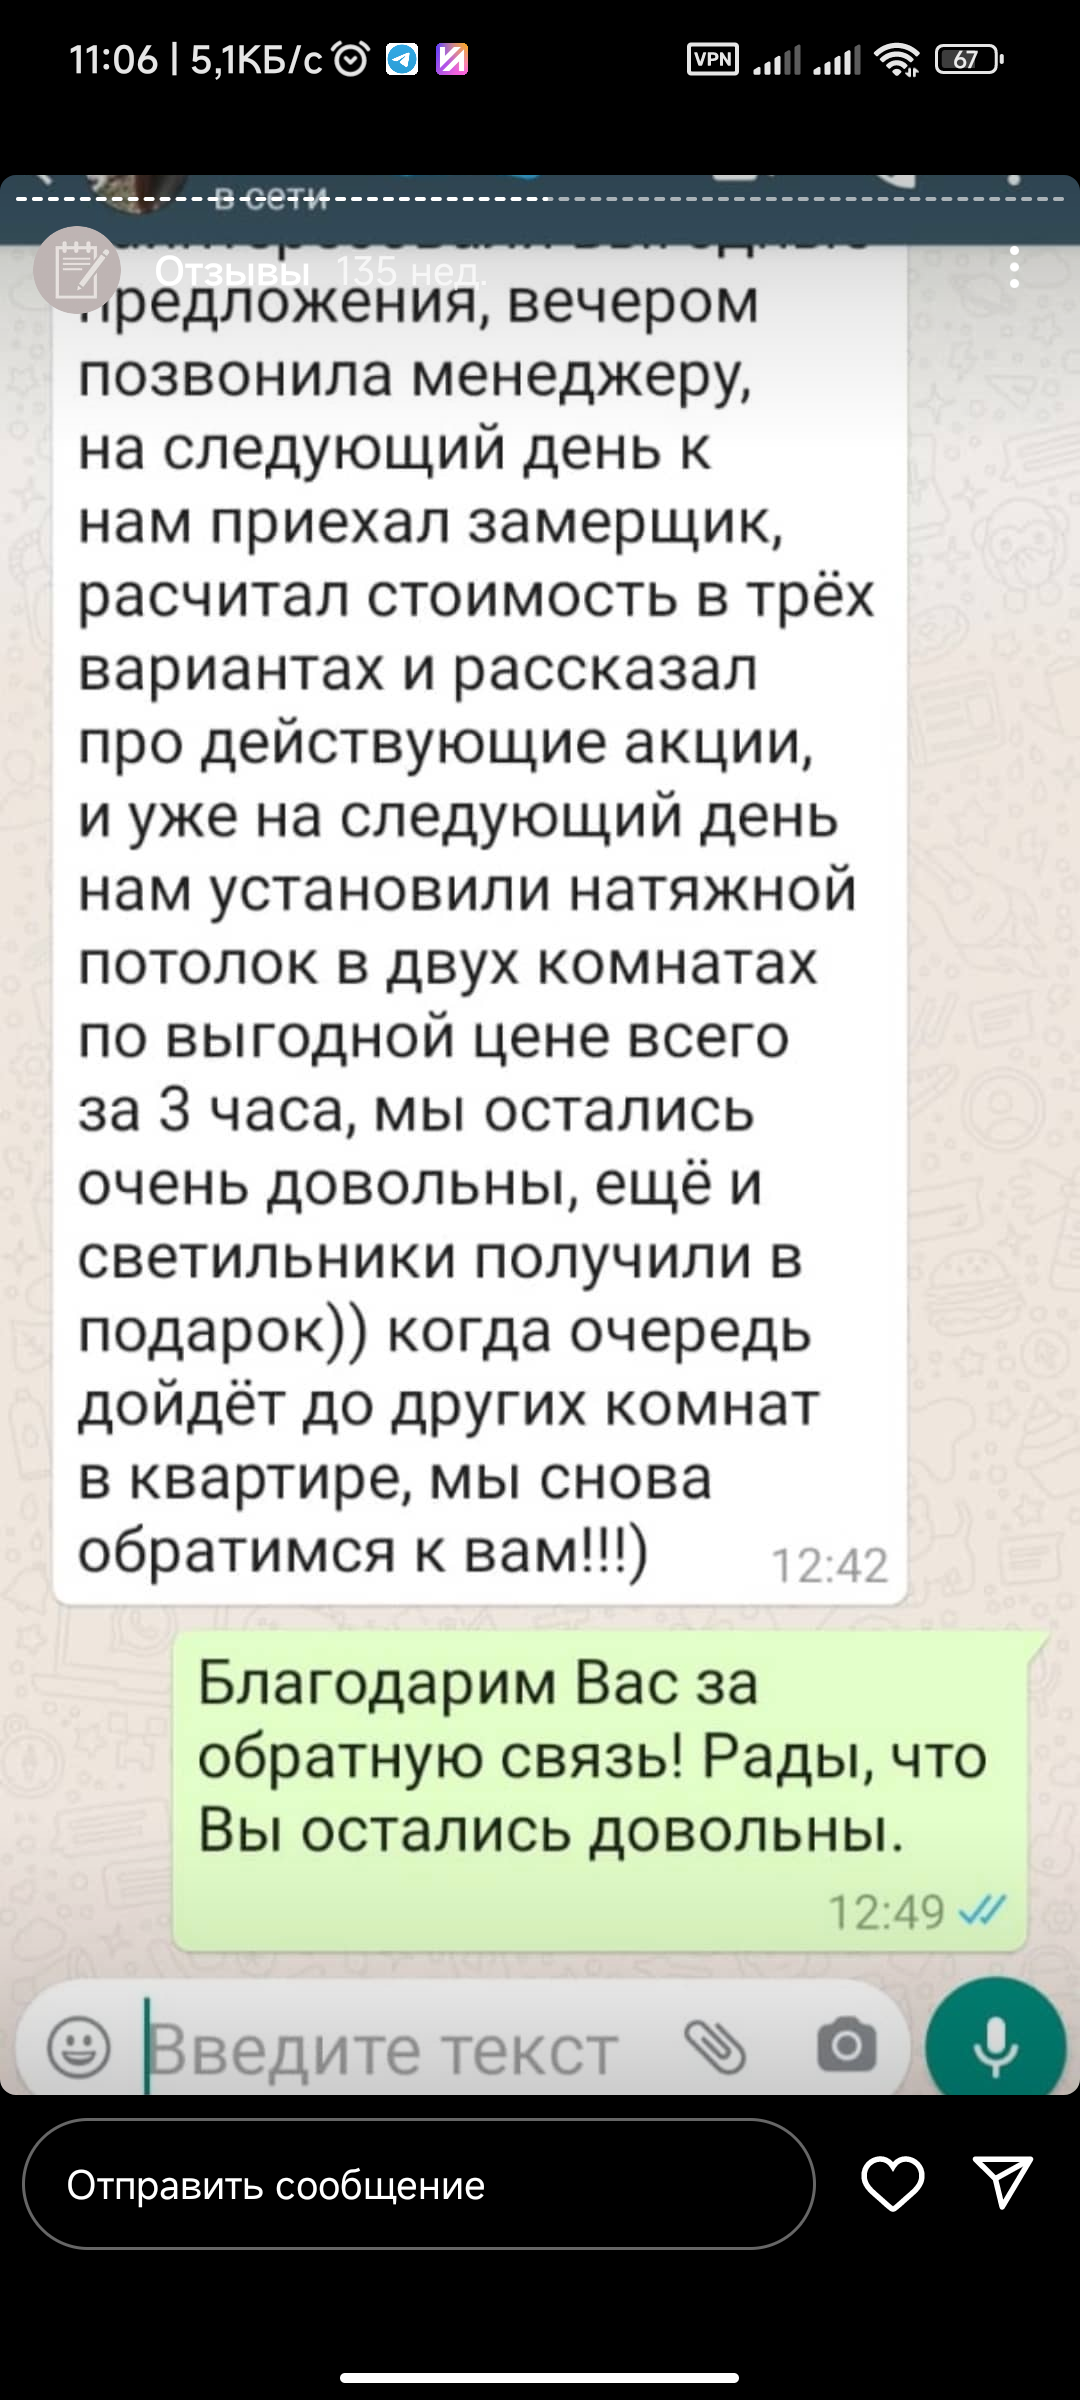 11:06 | 5,1КБ/с
VPN
67
в сети
Отзывы 135 нед.
предложения, вечером
позвонила менеджеру,
на следующий день к
нам приехал замерщик,
расчитал стоимость в трёх
вариантах и рассказал
про действующие акции,
и уже на следующий день
нам установили натяжной
потолок в двух комнатах
по выгодной цене всего
за 3 часа, мы остались
очень довольны, ещё и
светильники получили в
подарок)) когда очередь
дойдёт до других комнат
в квартире, мы снова
обратимся к вам!!!)
12:42
Благодарим Вас за
обратную связь! Рады, что
Вы остались довольны.
12:49
Введите текст
Отправить сообщение